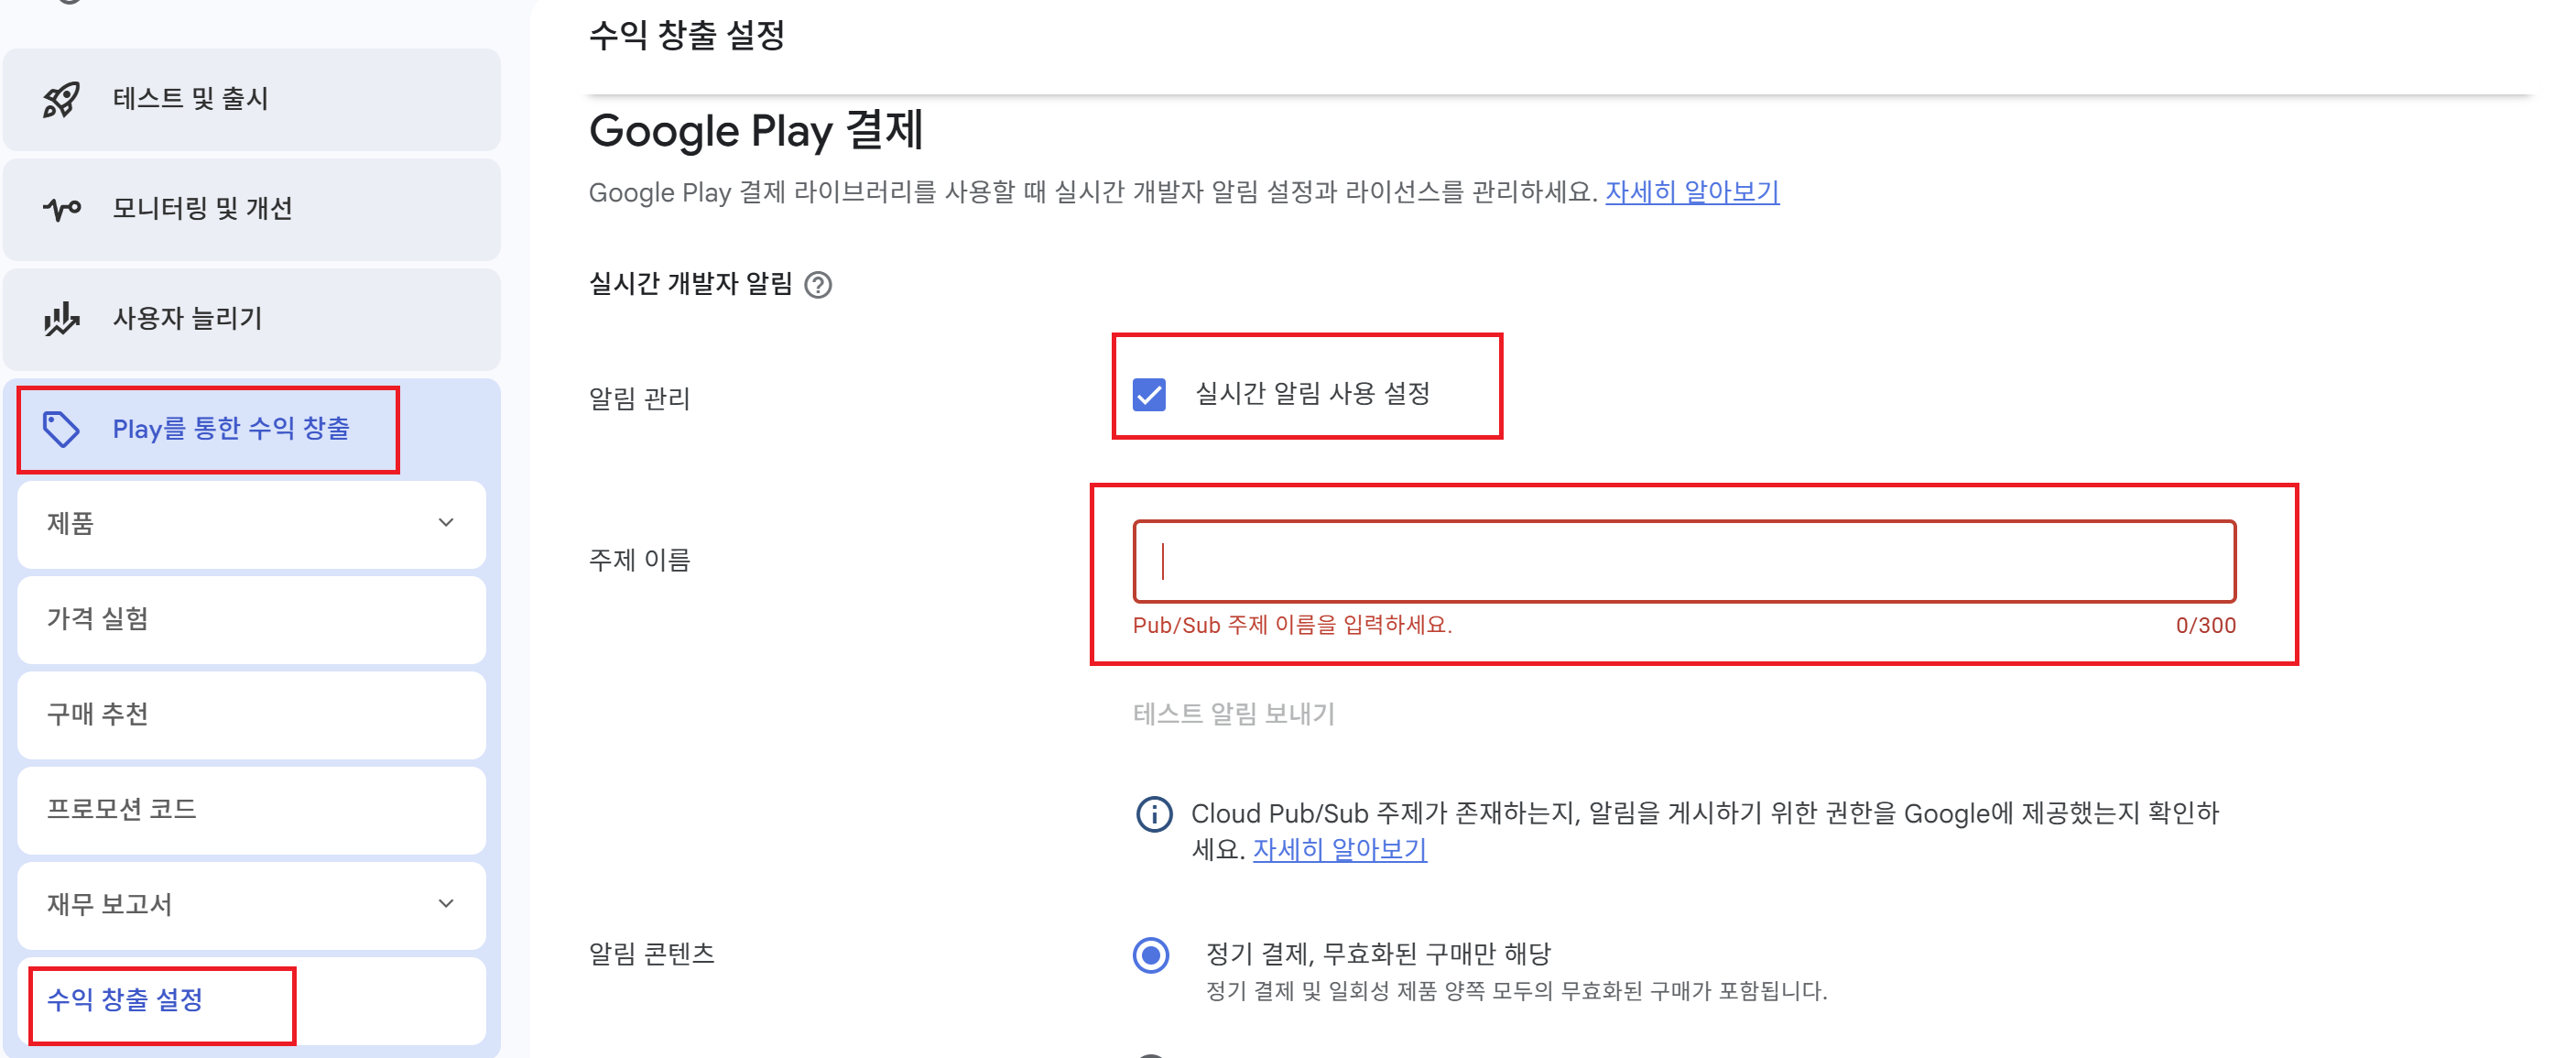 테스트 및 출시
모니터링 및 개선
사용자 늘리기
Play를 통한 수익 창출
제품
가격 실험
구매 추천
프로모션 코드
재무 보고서
수익 창출 설정
수익 창출 설정
Google Play 결제
Google Play 결제 라이브러리를 사용할 때 실시간 개발자 알림 설정과 라이선스를 관리하세요. 자세히 알아보기
실시간 개발자 알림
알림 관리
실시간 알림 사용 설정
주제 이름
Pub/Sub 주제 이름을 입력하세요.
0/300
테스트 알림 보내기
Cloud Pub/Sub 주제가 존재하는지, 알림을 게시하기 위한 권한을 Google에 제공했는지 확인하
세요. 자세히 알아보기
알림 콘텐츠
정기 결제, 무효화된 구매만 해당
정기 결제 및 일회성 제품 양쪽 모두의 무효화된 구매가 포함됩니다.